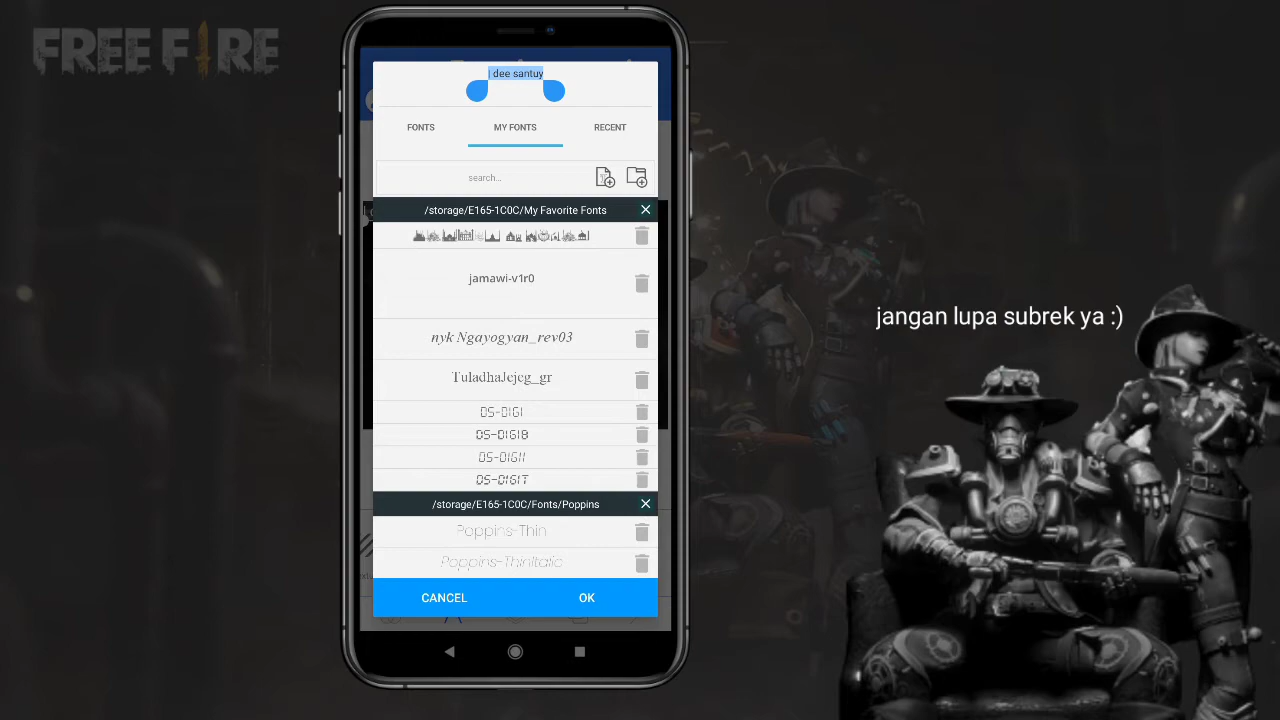 FREE FIRE
dee santuy
FONTS
MY FONTS
RECENT
search...
/storage/E165-1C0C/My Favorite Fonts
jamawi-v1r0
nyk Ngayogyan_rev03
TuladhaJejeg_gr
DS-DIGI
DS-DIGIB
DS-DIGII
DS-DIGIT
/storage/E165-1C0C/Fonts/Poppins
Poppins-Thin
Poppins-ThinItalic
CANCEL
OK
jangan lupa subrek ya :)